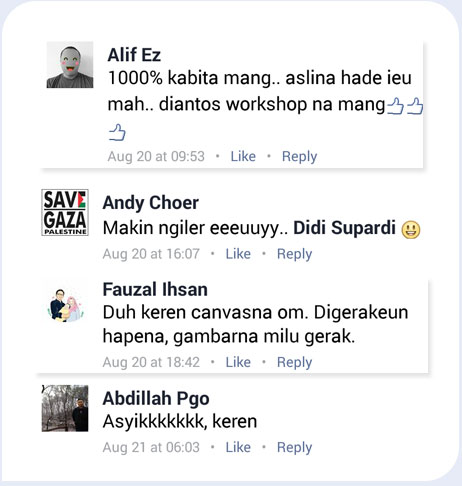 Alif Ez
1000% kabita mang.. aslina hade ieu
mah.. diantos workshop na mang👍👍
👍
Aug 20 at 09:53 • Like • Reply
SAVE
GAZA
PALESTINE
Andy Choer
Makin ngiler eeeuuyy.. Didi Supardi 😃
Aug 20 at 16:07 • Like • Reply
Fauzal Ihsan
Duh keren canvasna om. Digerakeun
hapena, gambarna milu gerak.
Aug 20 at 18:42 • Like • Reply
Abdillah Pgo
Asyikkkkkkk, keren
Aug 21 at 06:03 • Like • Reply